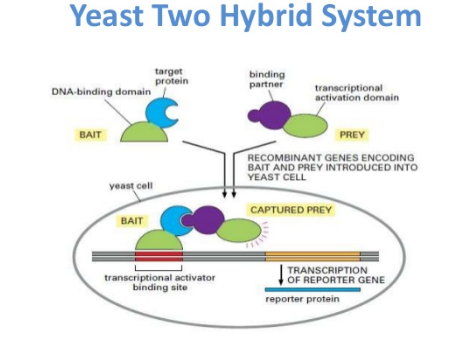 Yeast Two Hybrid System
target
protein
DNA-binding domain
BAIT
binding
partner
transcriptional
activation domain
PREY
RECOMBINANT GENES ENCODING
BAIT AND PREY INTRODUCED INTO
YEAST CELL
yeast cell
BAIT
CAPTURED PREY
transcriptional activator
binding site
TRANSCRIPTION
OF REPORTER GENE
reporter protein